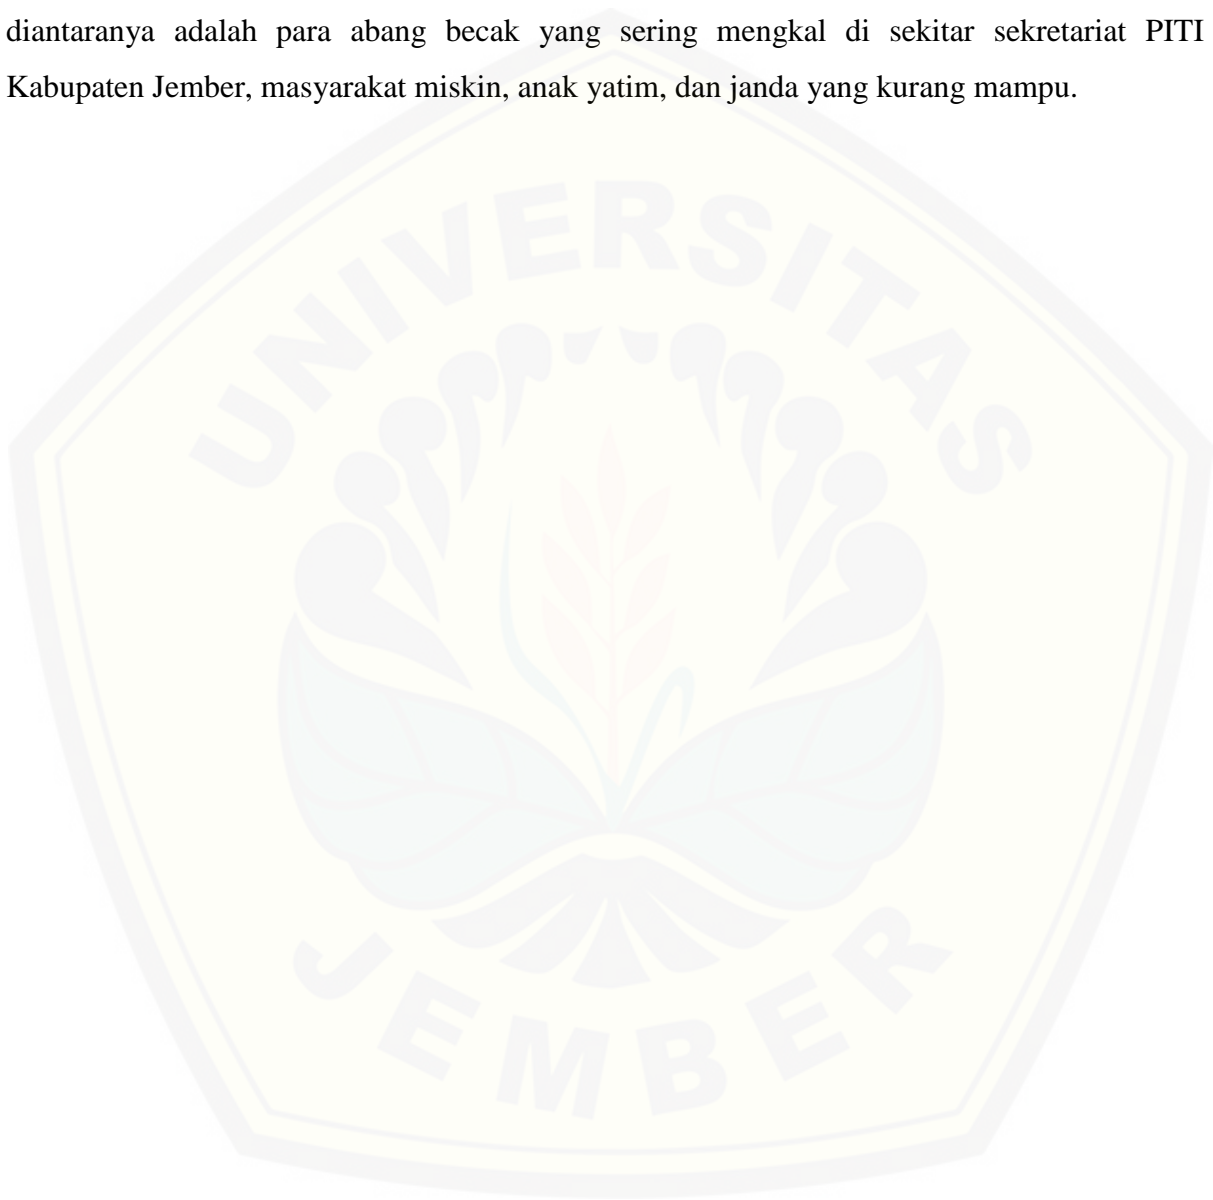 diantaranya adalah para abang becak yang sering mengkal di sekitar sekretariat PITI
Kabupaten Jember, masyarakat miskin, anak yatim, dan janda yang kurang mampu.
UNIVERSITAS
JEMBER